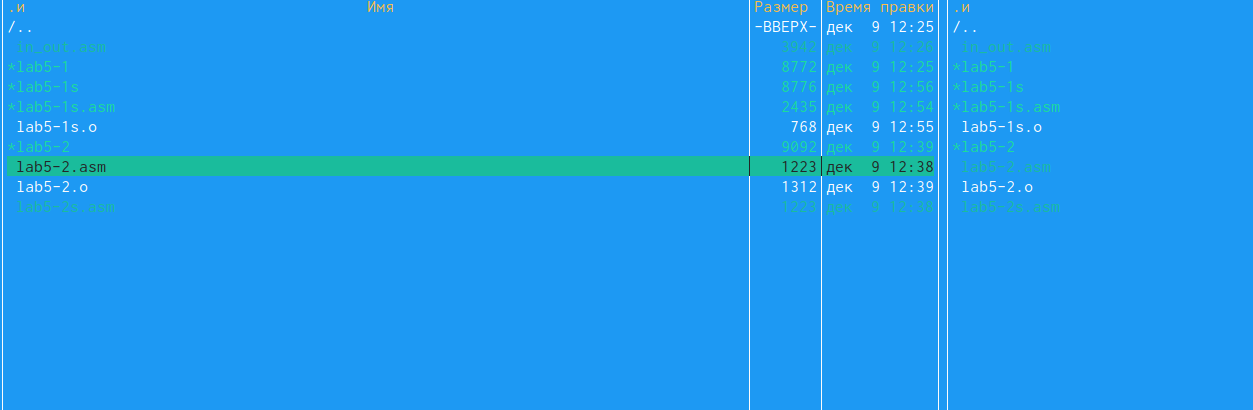 .и Имя Размер Время правки .и
/.. -ВВЕРХ- дек 9 12:25 /..
in_out.asm 3942 дек 9 12:26 in_out.asm
*lab5-1 8772 дек 9 12:25 *lab5-1
*lab5-1s 8776 дек 9 12:56 *lab5-1s
*lab5-1s.asm 2435 дек 9 12:54 *lab5-1s.asm
lab5-1s.o 768 дек 9 12:55 lab5-1s.o
*lab5-2 9092 дек 9 12:39 *lab5-2
lab5-2.asm 1223 дек 9 12:38 lab5-2.asm
lab5-2.o 1312 дек 9 12:39 lab5-2.o
lab5-2s.asm 1223 дек 9 12:38 lab5-2s.asm